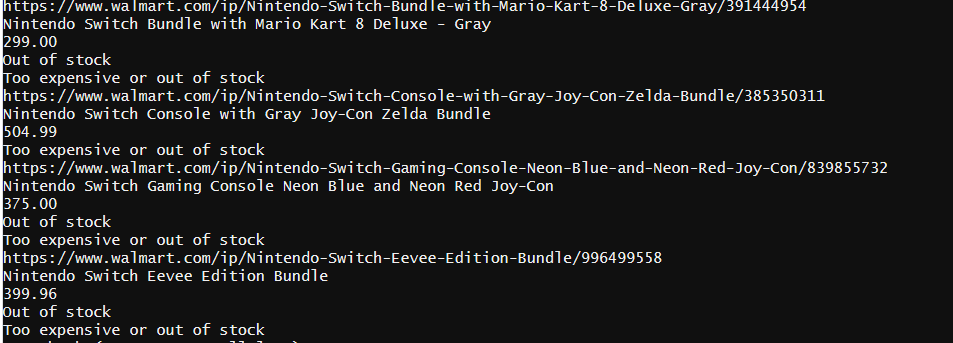 https://www.walmart.com/ip/Nintendo-Switch-Bundle-with-Mario-Kart-8-Deluxe-Gray/391444954
Nintendo Switch Bundle with Mario Kart 8 Deluxe - Gray
299.00
Out of stock
Too expensive or out of stock
https://www.walmart.com/ip/Nintendo-Switch-Console-with-Gray-Joy-Con-Zelda-Bundle/385350311
Nintendo Switch Console with Gray Joy-Con Zelda Bundle
504.99
Too expensive or out of stock
https://www.walmart.com/ip/Nintendo-Switch-Gaming-Console-Neon-Blue-and-Neon-Red-Joy-Con/839855732
Nintendo Switch Gaming Console Neon Blue and Neon Red Joy-Con
375.00
Out of stock
Too expensive or out of stock
https://www.walmart.com/ip/Nintendo-Switch-Eevee-Edition-Bundle/996499558
Nintendo Switch Eevee Edition Bundle
399.96
Out of stock
Too expensive or out of stock